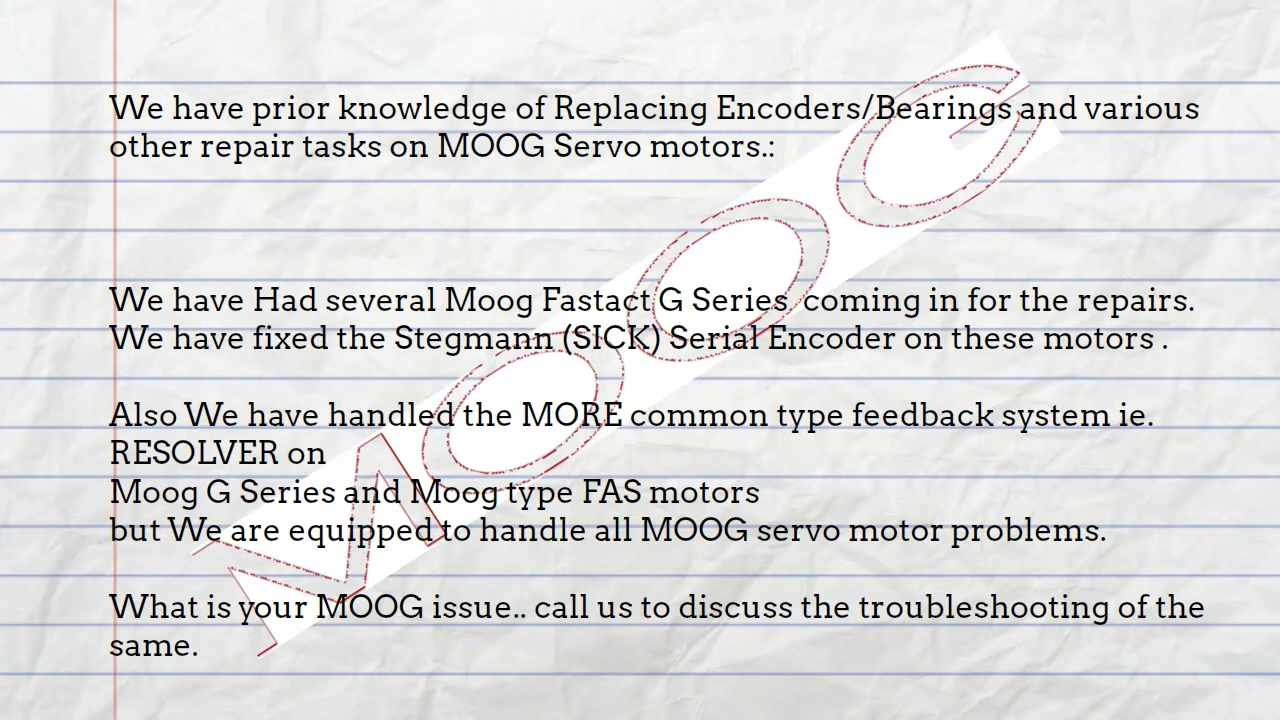 We have prior knowledge of Replacing Encoders/Bearings and various
other repair tasks on MOOG Servo motors.:
We have Had several Moog Fastact G Series  coming in for the repairs.
We have fixed the Stegmann (SICK) Serial Encoder on these motors .
Also We have handled the MORE common type feedback system ie.
RESOLVER on
Moog G Series and Moog type FAS motors
but We are equipped to handle all MOOG servo motor problems.
What is your MOOG issue.. call us to discuss the troubleshooting of the
same.
MOOG